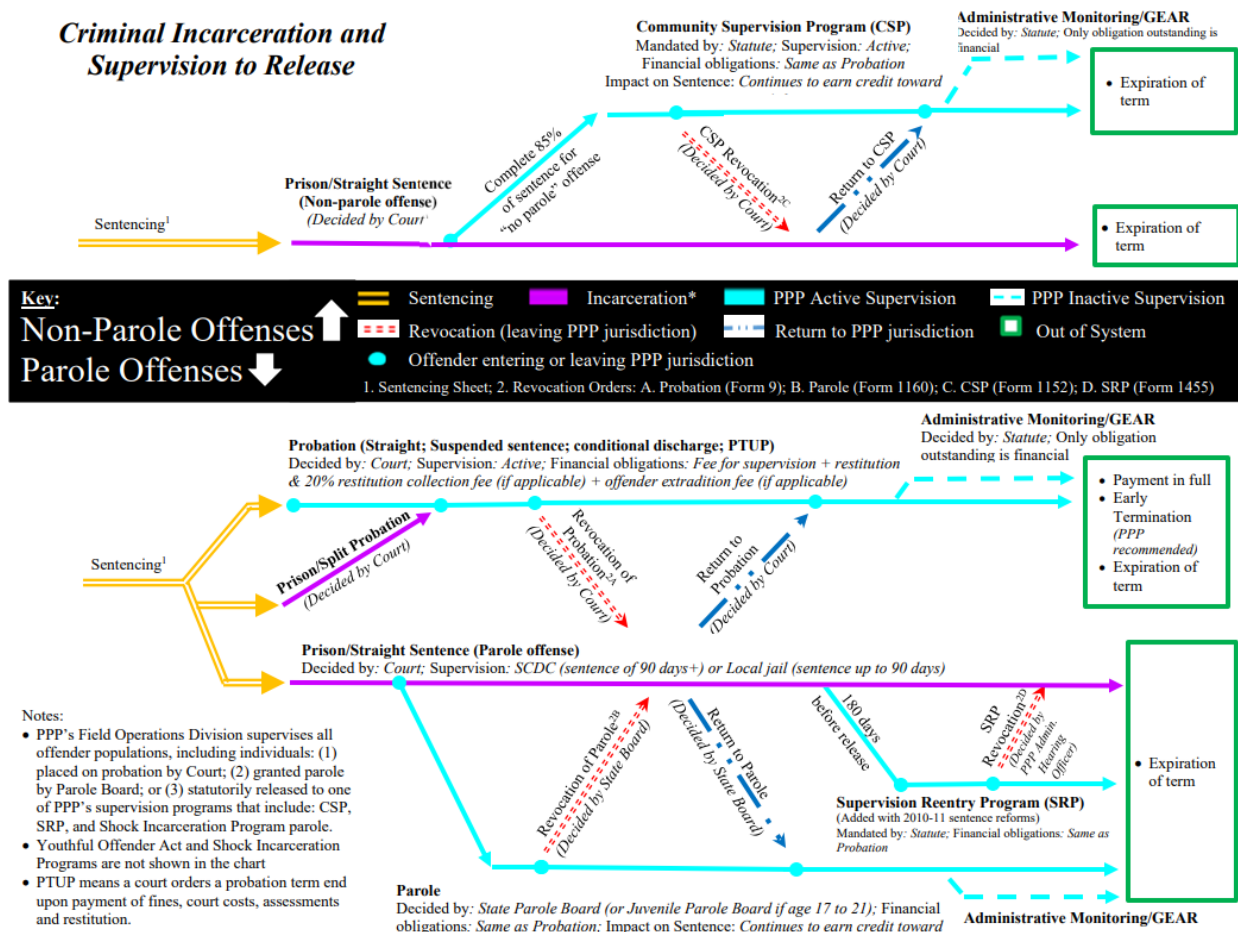 Criminal Incarceration and
Supervision to Release
Community Supervision Program (CSP)
Mandated by: Statute; Supervision: Active;
Financial obligations: Same as Probation
Impact on Sentence: Continues to earn credit toward
Administrative Monitoring/GEAR
Decided by: Statute; Only obligation outstanding is
financial
• Expiration of
term
Complete 85%
of sentence for
"no parole" offense
CSP Revocation2C
(Decided by Court)
Return to CSP
(Decided by Court)
Prison/Straight Sentence
(Non-parole offense)
(Decided by Court
Sentencing1
• Expiration of
term
Key:
Non-Parole Offenses
Parole Offenses
Sentencing
Incarceration*
PPP Active Supervision
PPP Inactive Supervision
Revocation (leaving PPP jurisdiction)
Return to PPP jurisdiction
Out of System
Offender entering or leaving PPP jurisdiction
1. Sentencing Sheet; 2. Revocation Orders: A. Probation (Form 9); B. Parole (Form 1160); C. CSP (Form 1152); D. SRP (Form 1455)
Probation (Straight; Suspended sentence; conditional discharge; PTUP)
Decided by: Court; Supervision: Active; Financial obligations: Fee for supervision + restitution
& 20% restitution collection fee (if applicable) + offender extradition fee (if applicable)
Administrative Monitoring/GEAR
Decided by: Statute; Only obligation
outstanding is financial
• Payment in full
• Early
Termination
(PPP
recommended)
• Expiration of
term
Sentencing1
Prison/Split Probation
(Decided by Court)
Revocation of
Probation2A
(Decided by Court)
Return to
Probation
(Decided by Court)
Prison/Straight Sentence (Parole offense)
Decided by: Court; Supervision: SCDC (sentence of 90 days+) or Local jail (sentence up to 90 days)
Revocation of Parole2B
(Decided by State Board)
Return to Parole
(Decided by State Board)
180 days
before release
SRP
Revocation2D
(Decided by
PPP Admin.
Hearing
Officer)
• Expiration
of term
Supervision Reentry Program (SRP)
(Added with 2010-11 sentence reforms)
Mandated by: Statute; Financial obligations: Same as
Probation
Notes:
• PPP's Field Operations Division supervises all
offender populations, including individuals: (1)
placed on probation by Court; (2) granted parole
by Parole Board; or (3) statutorily released to one
of PPP's supervision programs that include: CSP,
SRP, and Shock Incarceration Program parole.
• Youthful Offender Act and Shock Incarceration
Programs are not shown in the chart
• PTUP means a court orders a probation term end
upon payment of fines, court costs, assessments
and restitution.
Parole
Decided by: State Parole Board (or Juvenile Parole Board if age 17 to 21); Financial
obligations: Same as Probation; Impact on Sentence: Continues to earn credit toward
Administrative Monitoring/GEAR